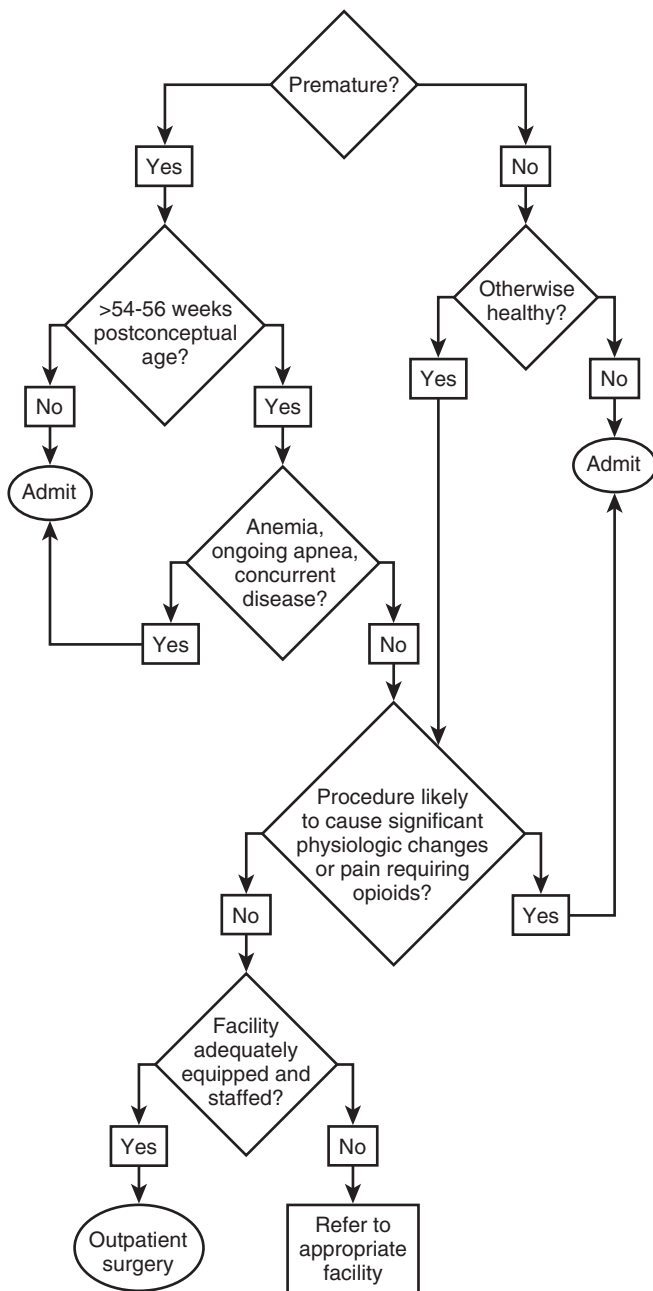 Premature?
Yes
No
>54-56 weeks
postconceptual
age?
Otherwise
healthy?
No
Yes
Yes
No
Admit
Admit
Anemia,
ongoing apnea,
concurrent
disease?
Yes
No
Procedure likely
to cause significant
physiologic changes
or pain requiring
opioids?
No
Yes
Facility
adequately
equipped and
staffed?
Yes
No
Outpatient
surgery
Refer to
appropriate
facility